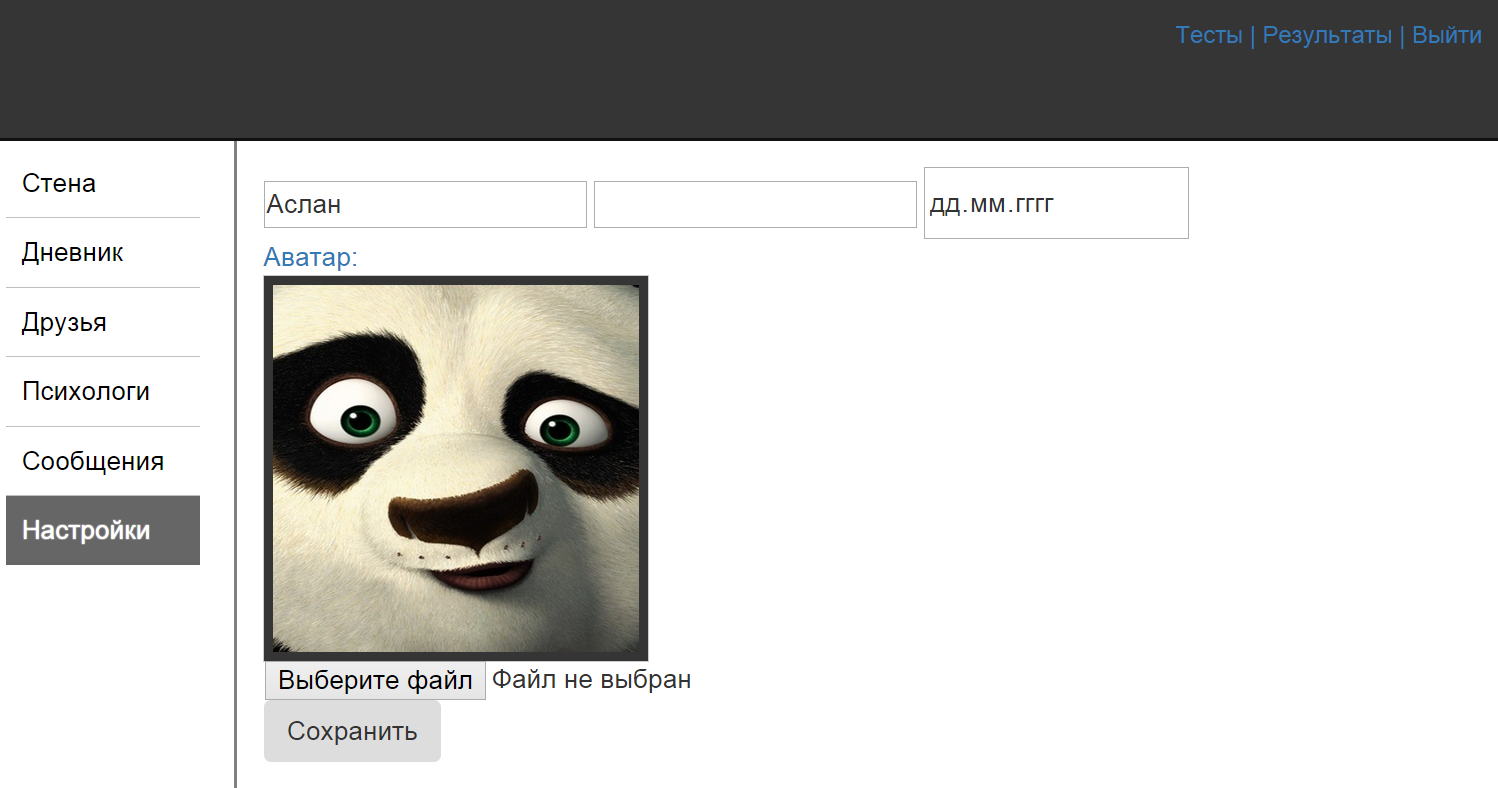 Тесты | Результаты | Выйти
Стена
Дневник
Друзья
Психологи
Сообщения
Настройки
Аслан
дд.мм.гггг
Аватар:
Выберите файл Файл не выбран
Сохранить